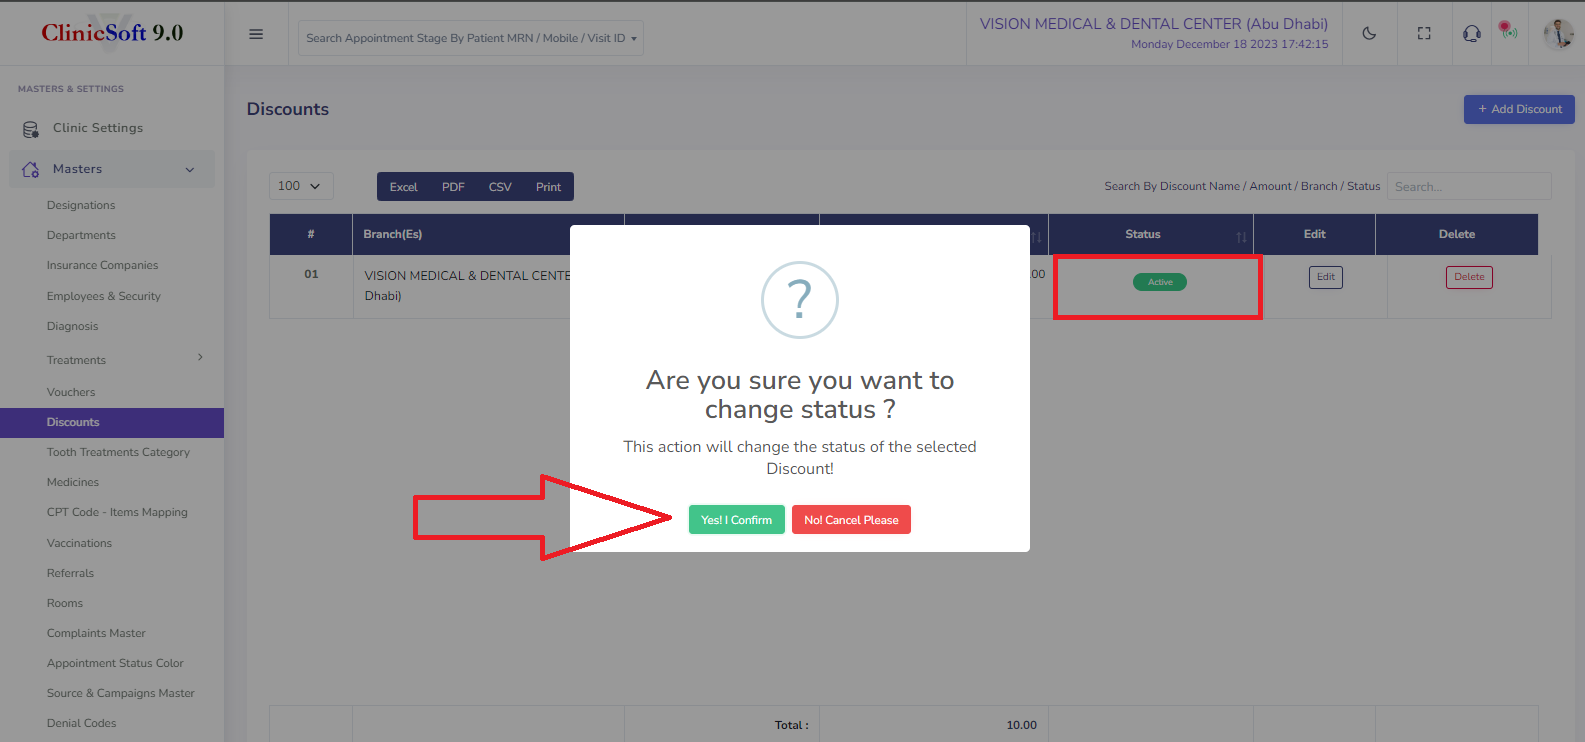 ClinicSoft 9.0
Search Appointment Stage By Patient MRN / Mobile / Visit ID
VISION MEDICAL & DENTAL CENTER (Abu Dhabi)
Monday December 18 2023 17:42:15
MASTERS & SETTINGS
Clinic Settings
Masters
Designations
Departments
Insurance Companies
Employees & Security
Diagnosis
Treatments
Vouchers
Discounts
Tooth Treatments Category
Medicines
CPT Code - Items Mapping
Vaccinations
Referrals
Rooms
Complaints Master
Appointment Status Color
Source & Campaigns Master
Denial Codes
Discounts
+ Add Discount
100
Excel PDF CSV Print
Search By Discount Name / Amount / Branch / Status Search...
# Branch(Es) Status Edit Delete
01 VISION MEDICAL & DENTAL CENTE 00 Active Edit Delete
Dhabi)
?
Are you sure you want to
change status ?
This action will change the status of the selected
Discount!
Yes! I Confirm No! Cancel Please
Total : 10.00